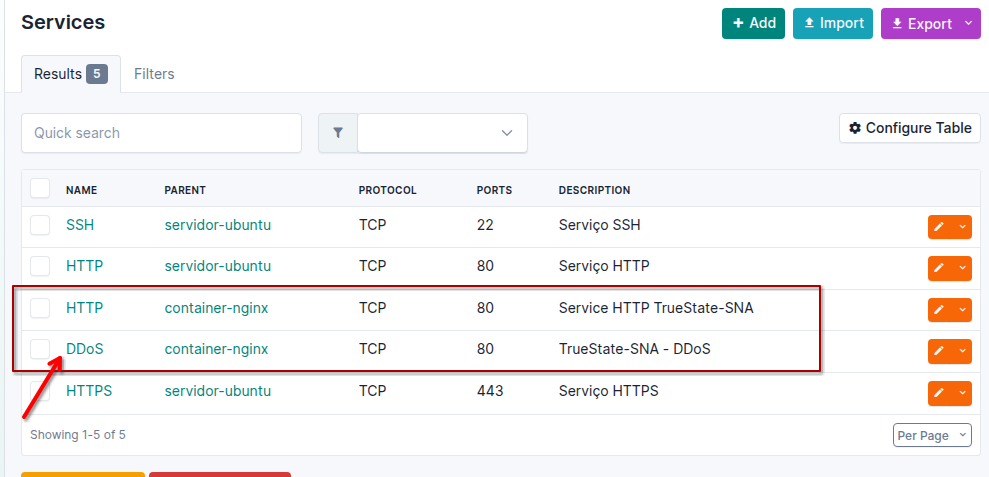 Services
Add Import Export
Results 5 Filters
Quick search
Configure Table
NAME PARENT PROTOCOL PORTS DESCRIPTION
SSH servidor-ubuntu TCP 22 Serviço SSH
HTTP servidor-ubuntu TCP 80 Serviço HTTP
HTTP container-nginx TCP 80 Service HTTP TrueState-SNA
DDoS container-nginx TCP 80 TrueState-SNA - DDoS
HTTPS servidor-ubuntu TCP 443 Serviço HTTPS
Showing 1-5 of 5 Per Page